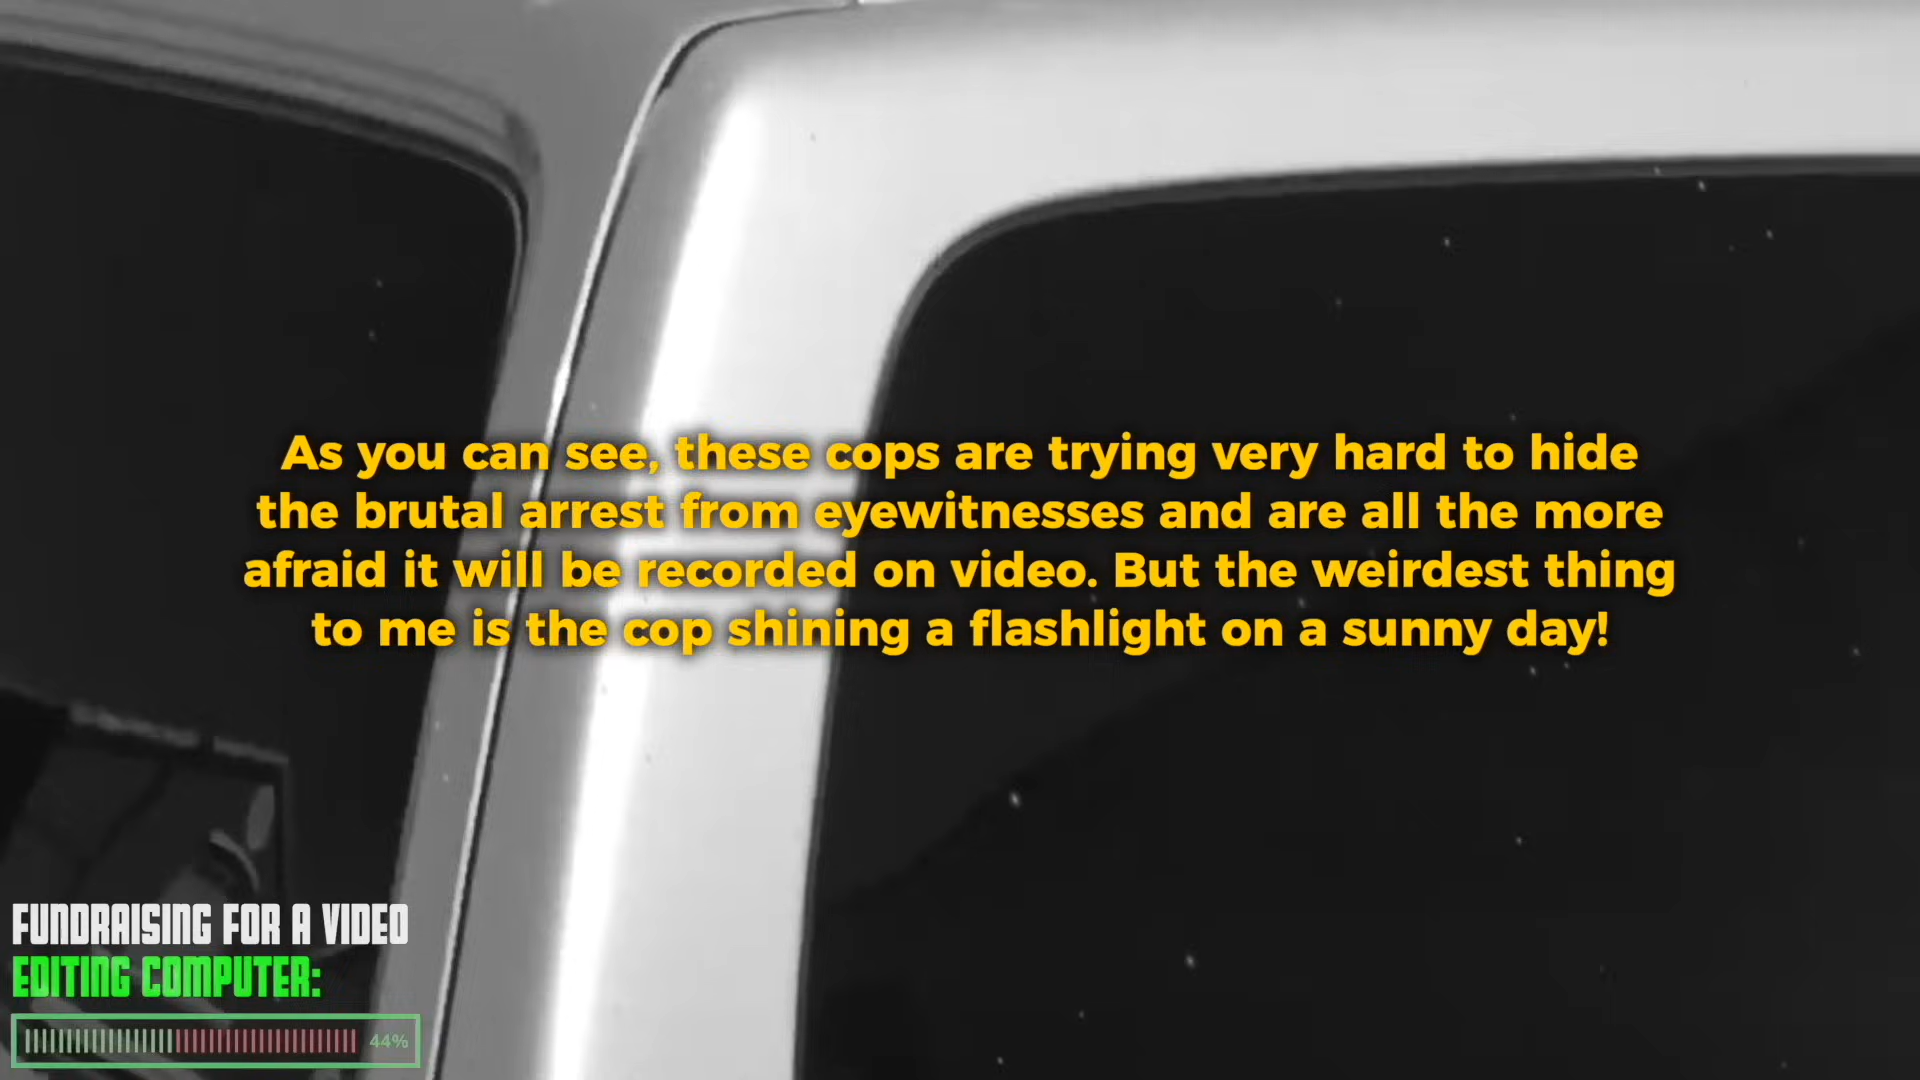 As you can see, these cops are trying very hard to hide
the brutal arrest from eyewitnesses and are all the more
afraid it will be recorded on video. But the weirdest thing
to me is the cop shining a flashlight on a sunny day!
FUNDRAISING FOR A VIDEO
EDITING COMPUTER:
44%